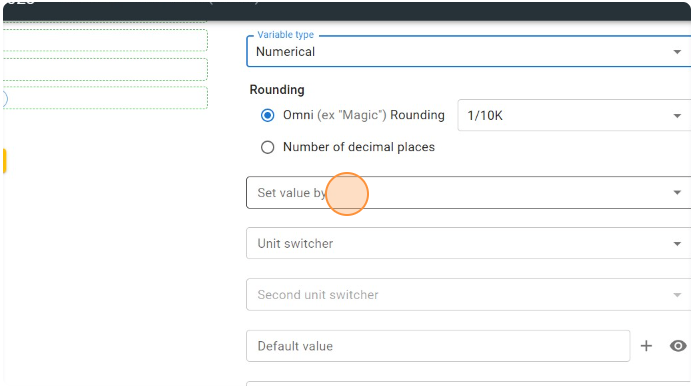 Variable type
Numerical
Rounding
Omni (ex "Magic") Rounding
1/10K
Number of decimal places
Set value by
Unit switcher
Second unit switcher
Default value